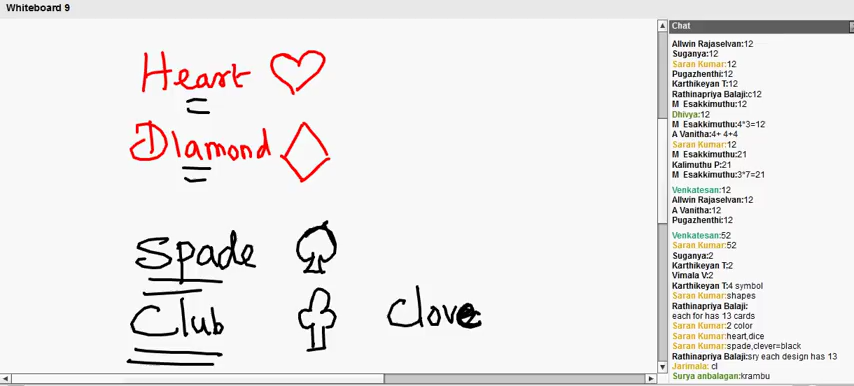 Whiteboard 9
Heart
Diamond
Spade
Club clove
Chat
Allwin Rajaselvan:12
Suganya:12
Saran Kumar:12
Pugazhenthi:12
Karthikeyan T:12
Rathinapriya Balaji:c12
M Esakkimuthu:12
Dhivya:12
M Esakkimuthu:4*3=12
A Vanitha:4+ 4+4
Saran Kumar:12
M Esakkimuthu:21
Kalimuthu P:21
M Esakkimuthu:3*7=21
Venkatesan:12
Allwin Rajaselvan:12
A Vanitha:12
Pugazhenthi:12
Venkatesan:52
Saran Kumar:52
Suganya:2
Karthikeyan T:2
Vimala V:2
Karthikeyan T:4 symbol
Saran Kumar:shapes
Rathinapriya Balaji:
each for has 13 cards
Saran Kumar:2 color
Saran Kumar:heart,dice
Saran Kumar:spade,clever=black
Rathinapriya Balaji:sry each design has 13
Jarimala: cl
Surya anbalagan:krambu